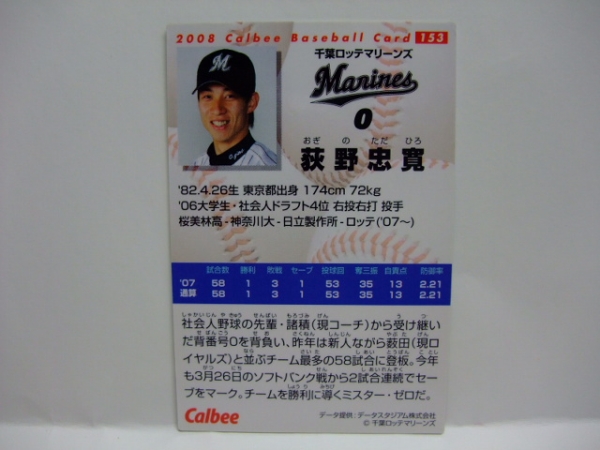 2008 Calbee Baseball Card 153
千葉ロッテマリーンズ
Marines
0
おぎ の ただ ひろ
荻野忠寛
'82.4.26生 東京都出身 174cm 72kg
'06大学生・社会人ドラフト4位 右投右打 投手
桜美林高-神奈川大-日立製作所-ロッテ('07～)
試合数 勝利 敗戦 セーブ 投球回 奪三振 自責点 防御率
'07 58 1 3 1 53 35 13 2.21
通算 58 1 3 1 53 35 13 2.21
社会人野球の先輩・諸積(現コーチ)から受け継い
だ背番号0を背負い、昨年は新人ながら薮田(現ロ
イヤルズ)と並ぶチーム最多の58試合に登板。今年
も3月26日のソフトバンク戦から2試合連続でセー
ブをマーク。チームを勝利に導くミスター・ゼロだ。
Calbee
データ提供：データスタジアム株式会社
© 千葉ロッテマリーンズ